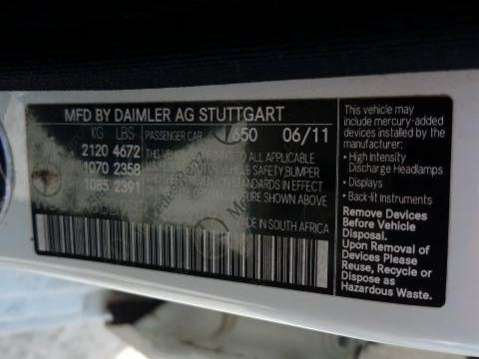 MFD BY DAIMLER AG STUTTGART
KG LBS PASSENGER CAR 650 06/11
2120 4672 TO ALL APPLICABLE
1070 2358 SAFETY BUMPER
1085 2391 STANDARDS IN EFFECT
SHOWN ABOVE
MADE IN SOUTH AFRICA
This vehicle may
include mercury-added
devices installed by the
manufacturer:
• High Intensity
Discharge Headlamps
• Displays
• Back-lit instruments
Remove Devices
Before Vehicle
Disposal.
Upon Removal of
Devices Please
Reuse, Recycle or
Dispose as
Hazardous Waste.